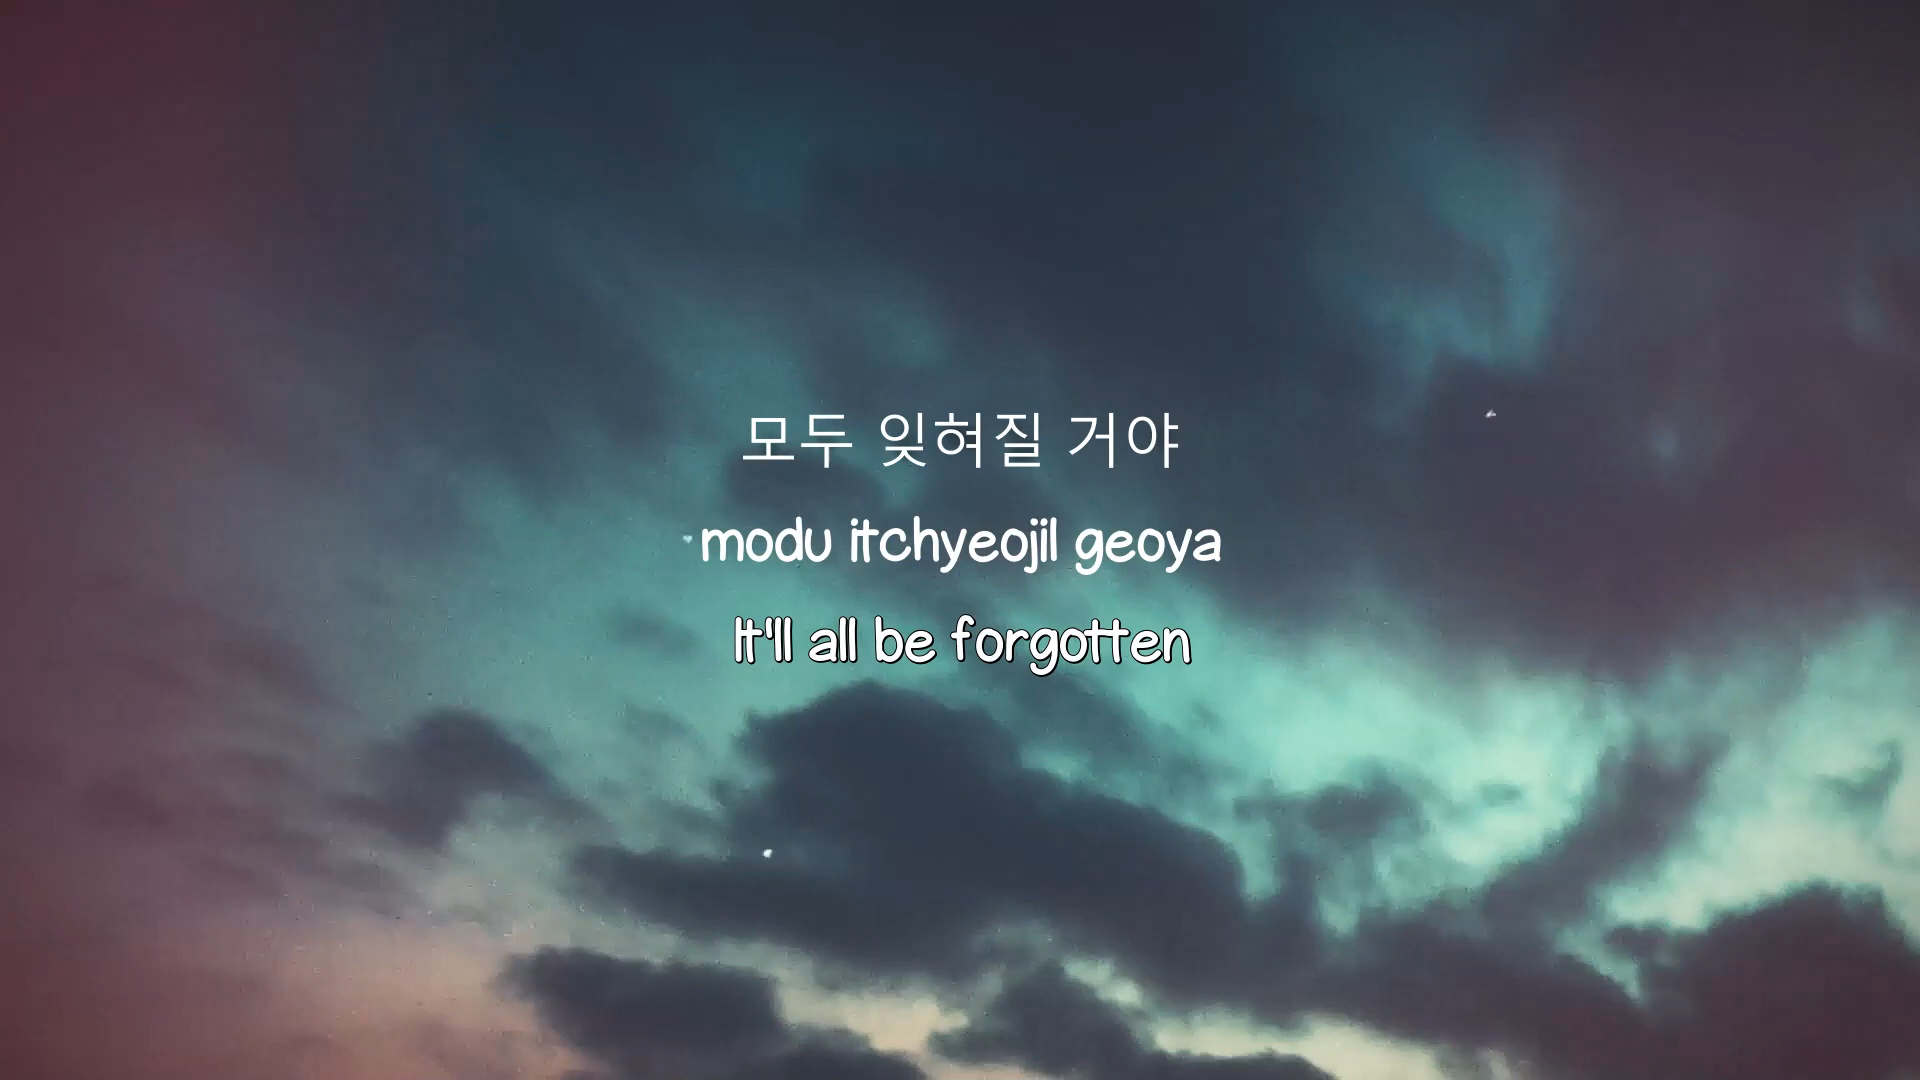 모두 잊혀질 거야
modu itchyeojil geoya
It'll all be forgotten